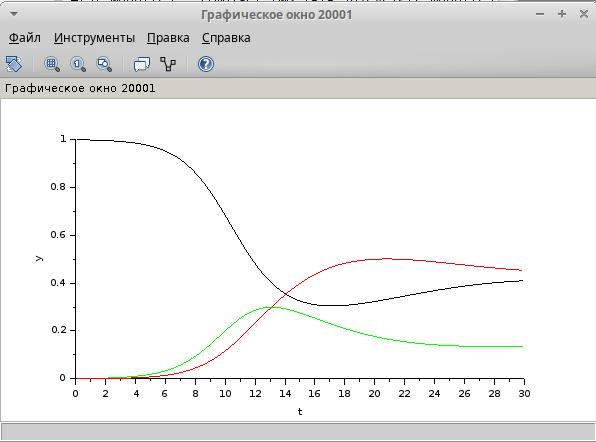 Графическое окно 20001
Файл Инструменты Правка Справка
Графическое окно 20001
1
0.8
0.6
0.4
0.2
0
y
0 2 4 6 8 10 12 14 16 18 20 22 24 26 28 30
t